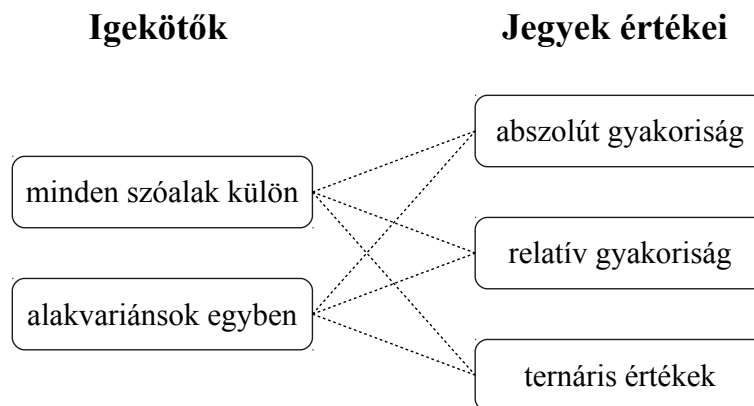 Igekötők
Jegyek értékei
minden szóalak külön
alakvariánsok egyben
abszolút gyakoriság
relatív gyakoriság
ternáris értékek